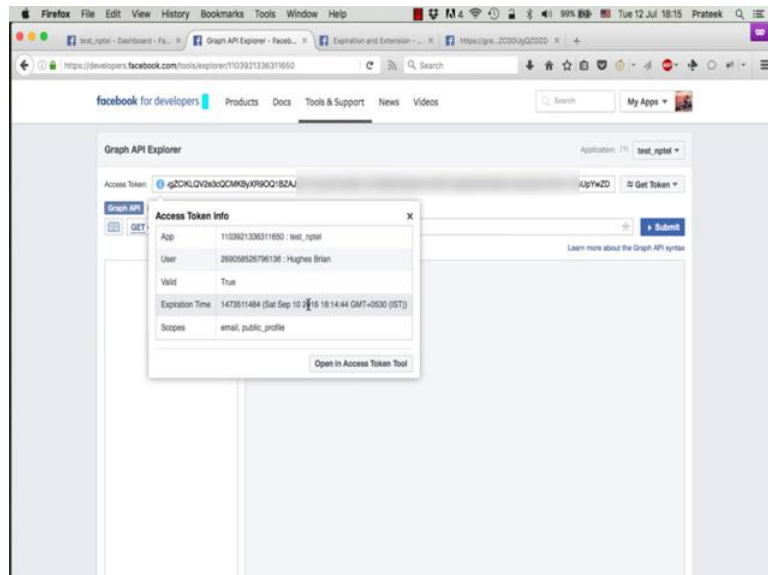 Firefox File Edit View History Bookmarks Tools Window Help 4 99% Tue 12 Jul 18:15 Prateek
test_nptel - Dashboard - Fa... Graph API Explorer - Faceb... Expiration and Extension - ... https://gra...ZC00UgQZDZD
https://developers.facebook.com/tools/explorer/1103921336311650 Search
facebook for developers Products Docs Tools & Support News Videos Search My Apps
Graph API Explorer Application: [?] test_nptel
Access Token: Get Token
Graph API
GET Submit
Learn more about the Graph API syntax
Access Token Info x
App 1103921336311650 : test_nptel
User 269058526796136 : Hughes Brian
Valid True
Expiration Time 1473511484 (Sat Sep 10 2016 18:14:44 GMT+0530 (IST))
Scopes email, public_profile
Open in Access Token Tool